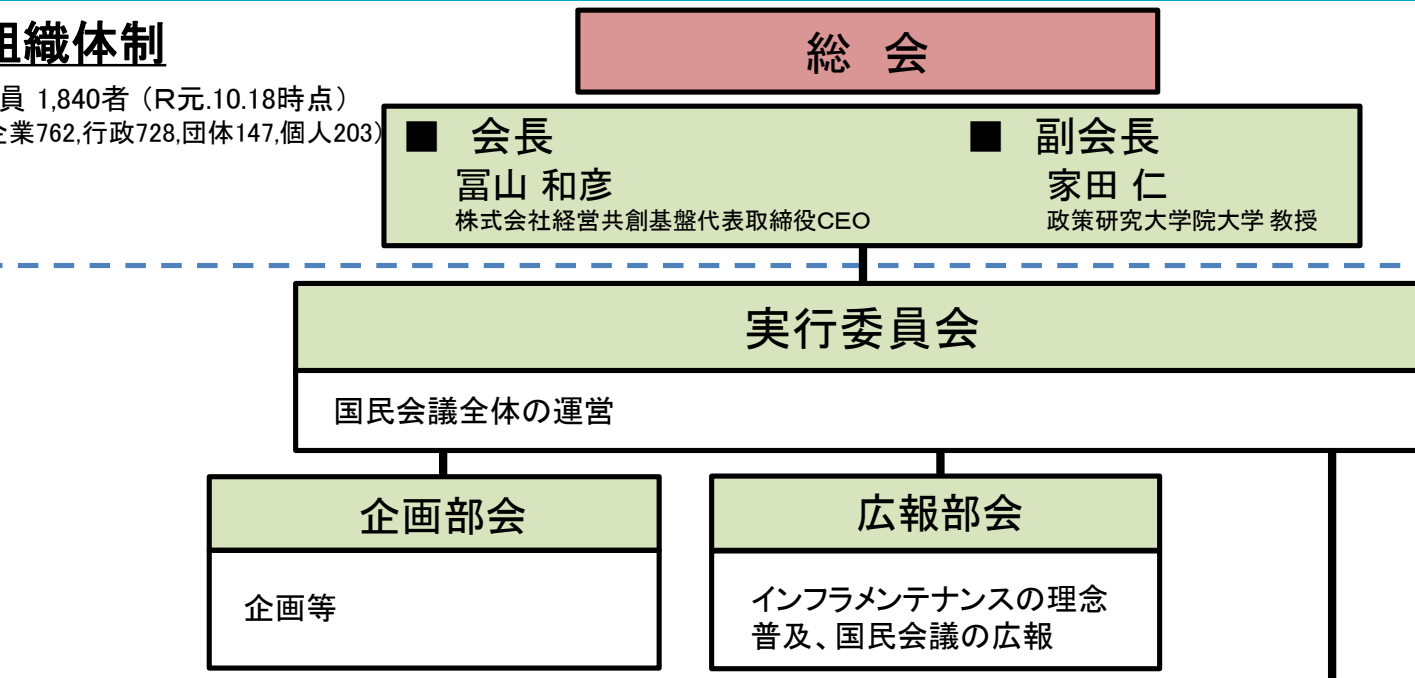 組織体制
総 会
員 1,840者（R元.10.18時点）
企業762,行政728,団体147,個人203）
■ 会長
冨山 和彦
株式会社経営共創基盤代表取締役CEO
■ 副会長
家田 仁
政策研究大学院大学 教授
実行委員会
国民会議全体の運営
企画部会
企画等
広報部会
インフラメンテナンスの理念
普及、国民会議の広報